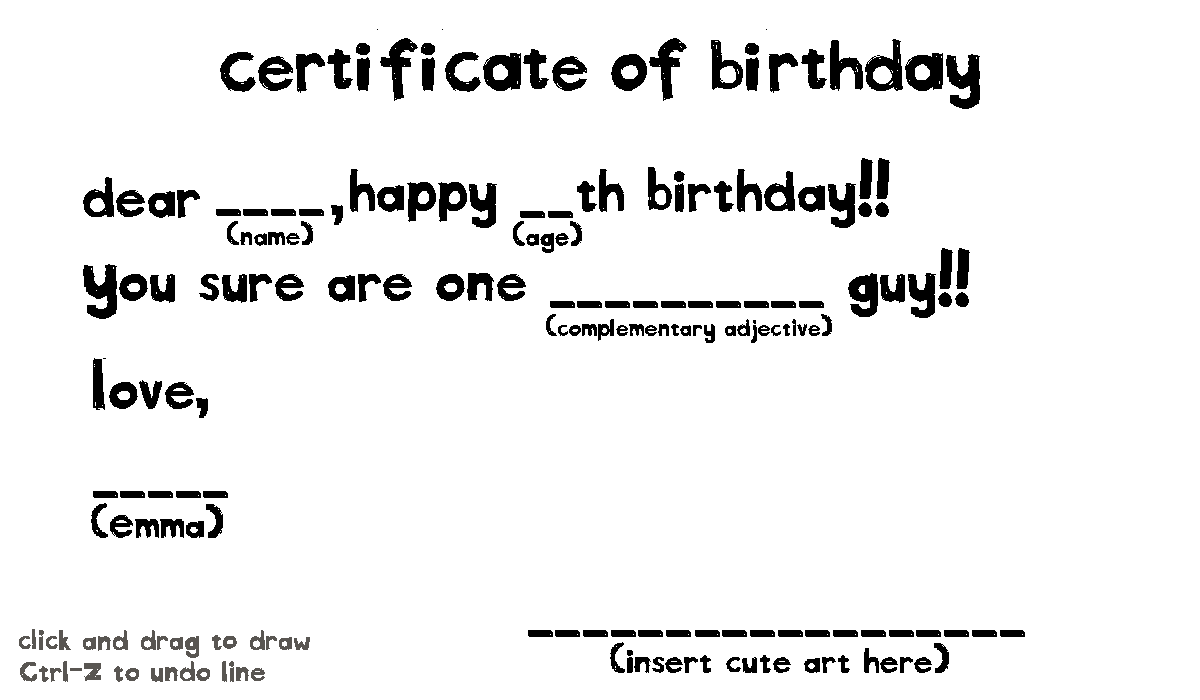 certificate of birthday
dear ____,happy __th birthday!!
(name) (age)
you sure are one __________ guy!!
(complementary adjective)
love,
_____
(emma)
__________________
(insert cute art here)
click and drag to draw
Ctrl-Z to undo line